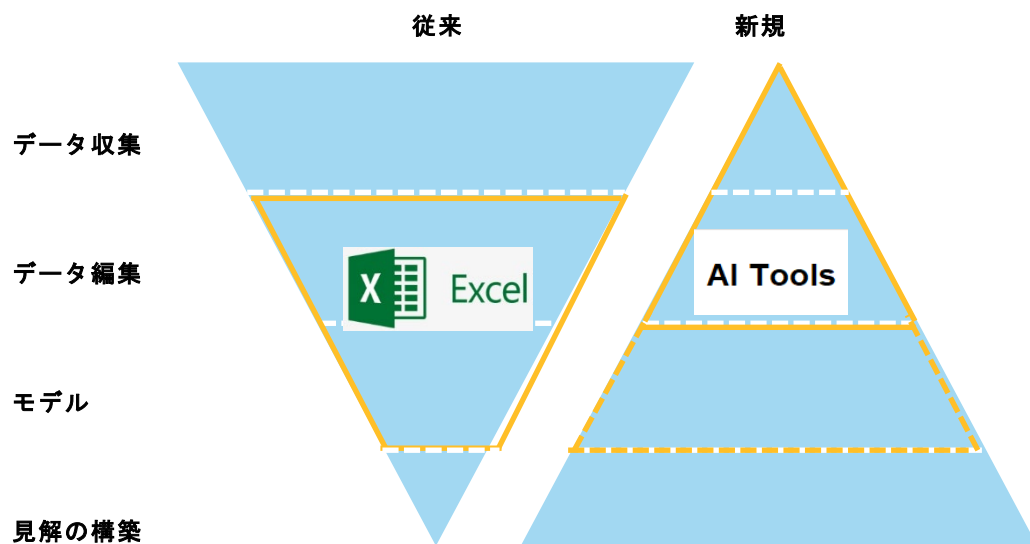 従来
新規
データ収集
データ編集
X Excel
AI Tools
モデル
見解の構築